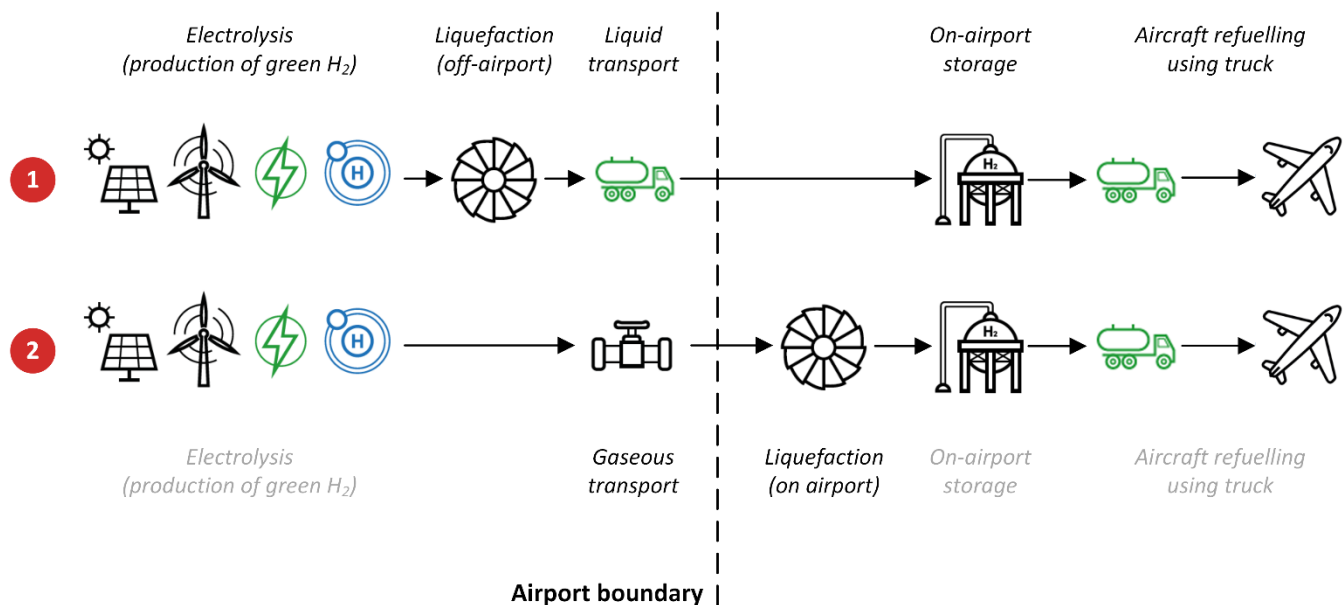 Electrolysis
(production of green H₂)
Liquefaction
(off-airport)
Liquid
transport
On-airport
storage
Aircraft refuelling
using truck
1
H
H₂
2
H
H₂
Electrolysis
(production of green H₂)
Gaseous
transport
Liquefaction
(on airport)
On-airport
storage
Aircraft refuelling
using truck
Airport boundary